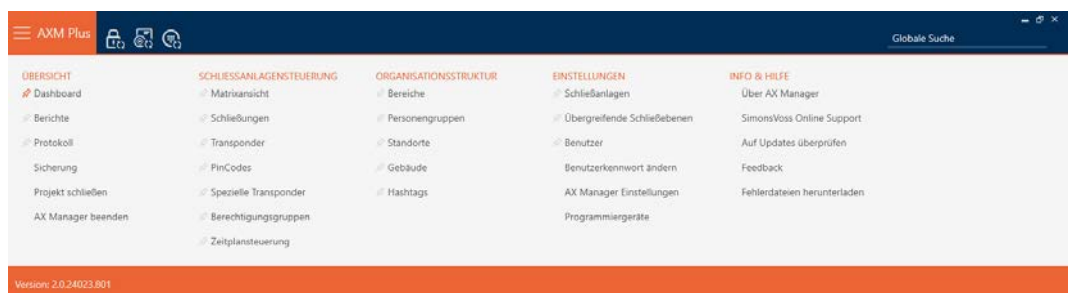 AXM Plus
Globale Suche
ÜBERSICHT
Dashboard
Berichte
Protokoll
Sicherung
Projekt schließen
AX Manager beenden
SCHLIESSANLAGENSTEUERUNG
Matrixansicht
Schließungen
Transponder
PinCodes
Spezielle Transponder
Berechtigungsgruppen
Zeitplansteuerung
ORGANISATIONSSTRUKTUR
Bereiche
Personengruppen
Standorte
Gebäude
Hashtags
EINSTELLUNGEN
Schließanlagen
Übergreifende Schließebenen
Benutzer
Benutzerkennwort ändern
AX Manager Einstellungen
Programmiergeräte
INFO & HILFE
Über AX Manager
SimonsVoss Online Support
Auf Updates überprüfen
Feedback
Fehlerdateien herunterladen
Version: 2.0.24023.801